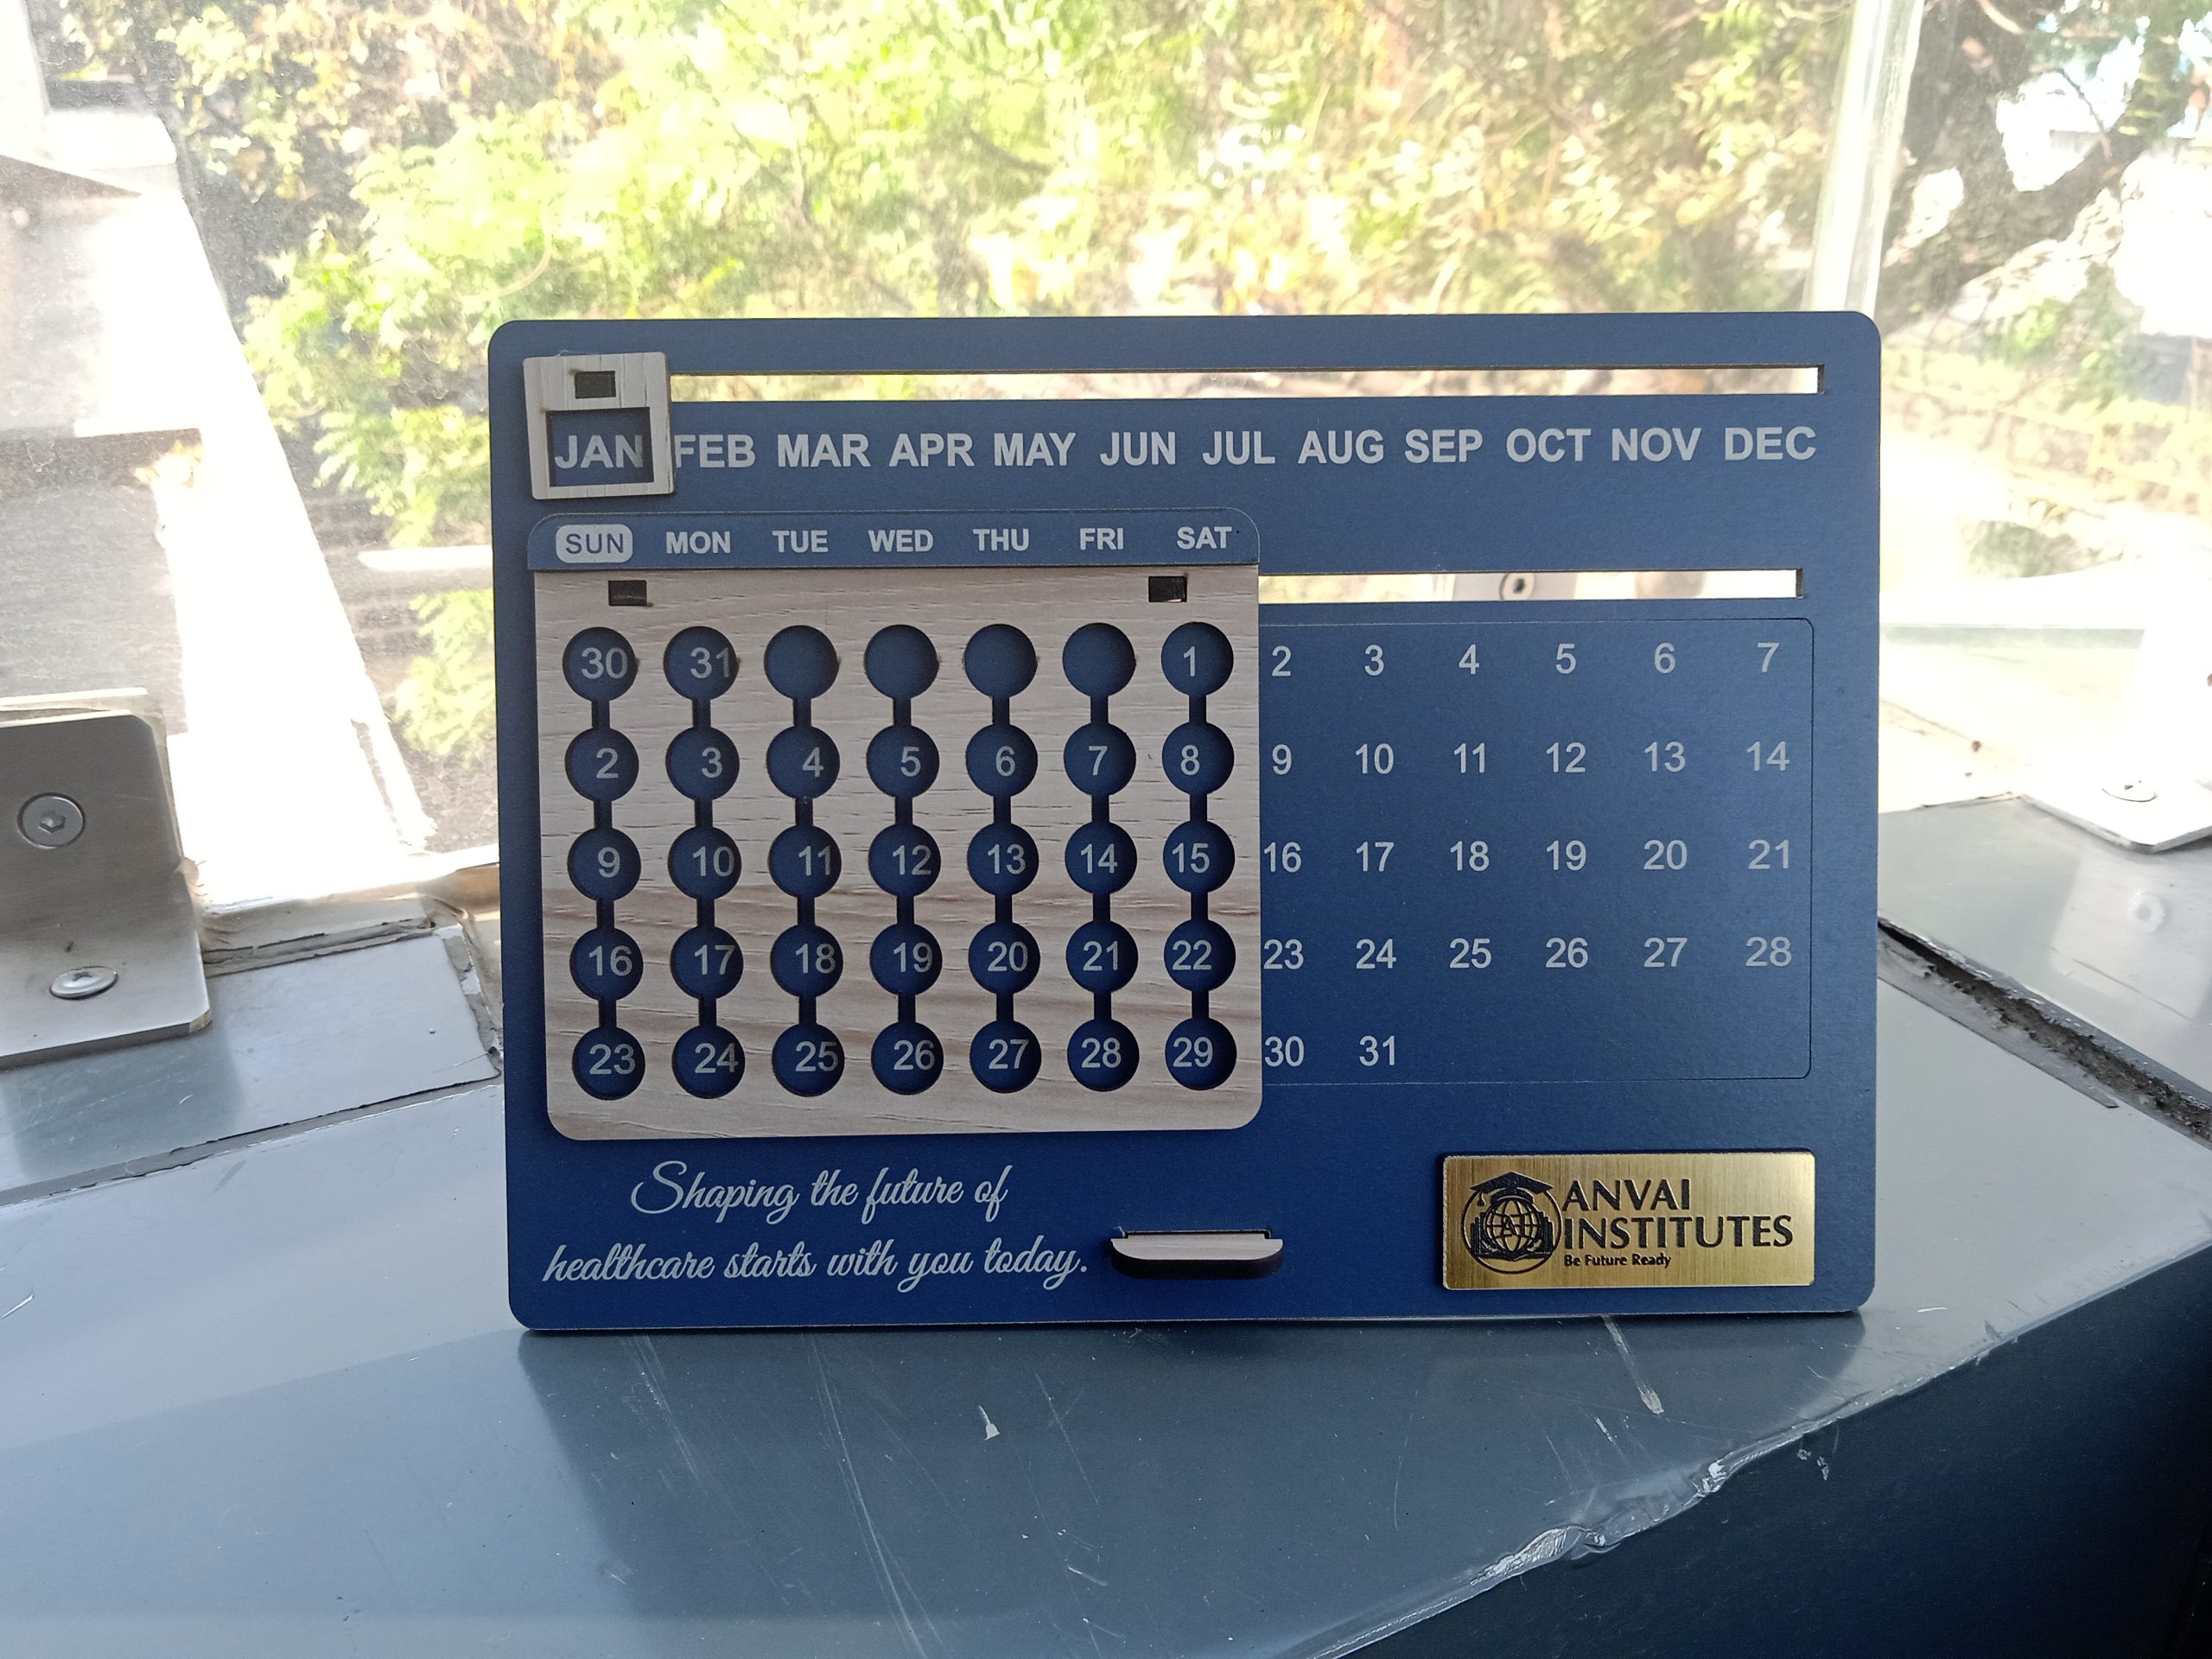 JAN FEB MAR APR MAY JUN JUL AUG SEP OCT NOV DEC
SUN MON TUE WED THU FRI SAT
30 31 1 2 3 4 5 6 7
2 3 4 5 6 7 8 9 10 11 12 13 14
9 10 11 12 13 14 15 16 17 18 19 20 21
16 17 18 19 20 21 22 23 24 25 26 27 28
23 24 25 26 27 28 29 30 31
Shaping the future of
healthcare starts with you today.
ANVAI
INSTITUTES
Be Future Ready